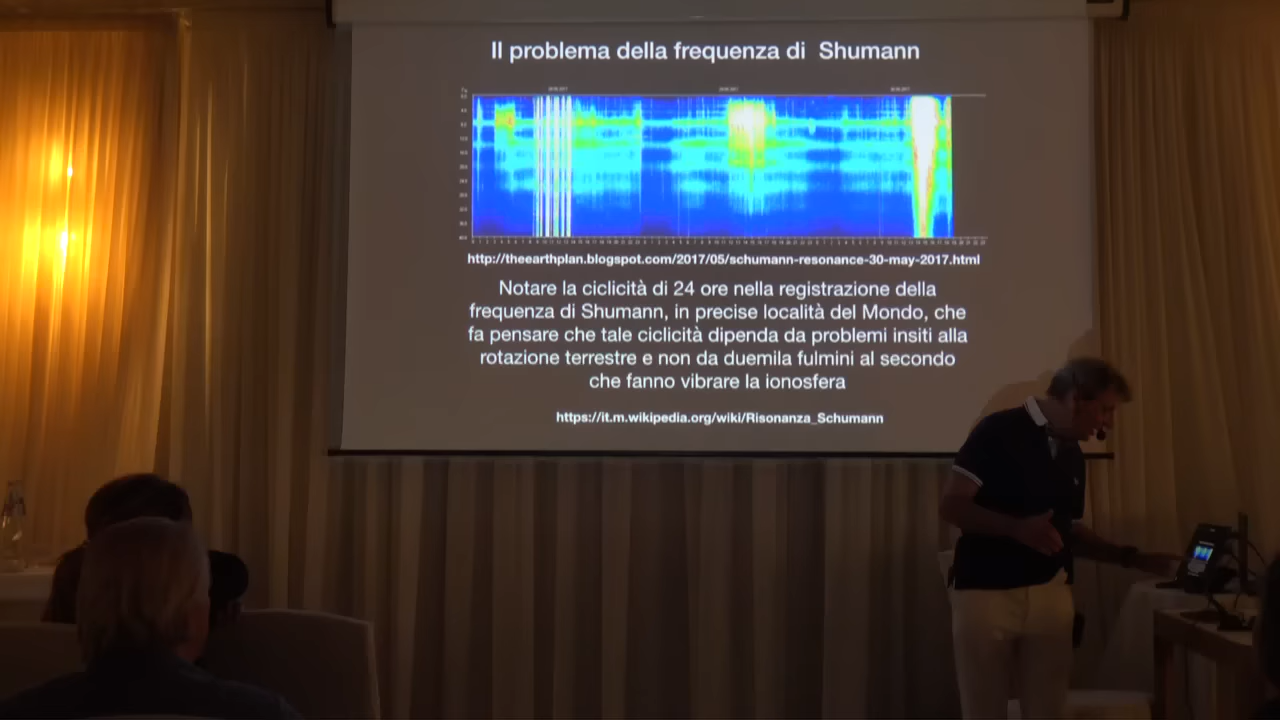 Il problema della frequenza di Shumann
http://theearthplan.blogspot.com/2017/05/schumann-resonance-30-may-2017.html
Notare la ciclicità di 24 ore nella registrazione della
frequenza di Shumann, in precise località del Mondo, che
fa pensare che tale ciclicità dipenda da problemi insiti alla
rotazione terrestre e non da duemila fulmini al secondo
che fanno vibrare la ionosfera
https://it.m.wikipedia.org/wiki/Risonanza_Schumann